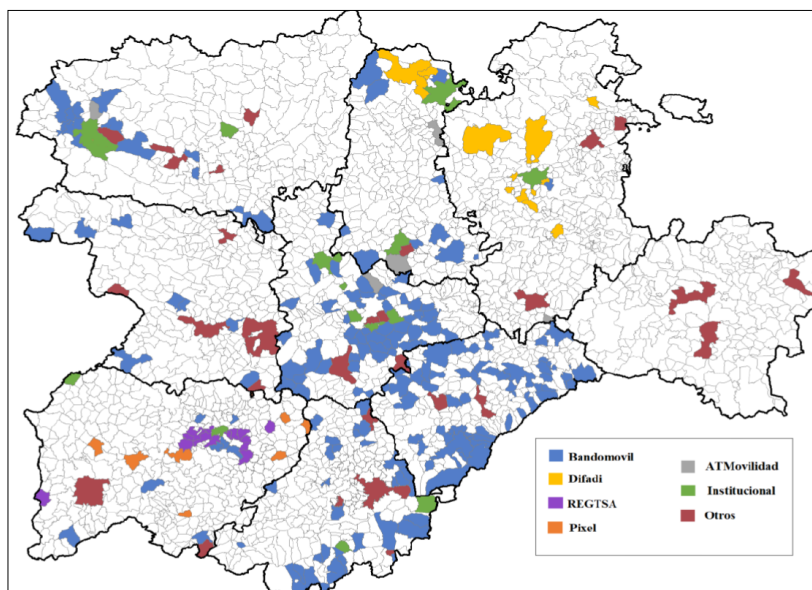 Bandomovil
Difadi
REGTSA
Pixel
ATMovilidad
Institucional
Otros